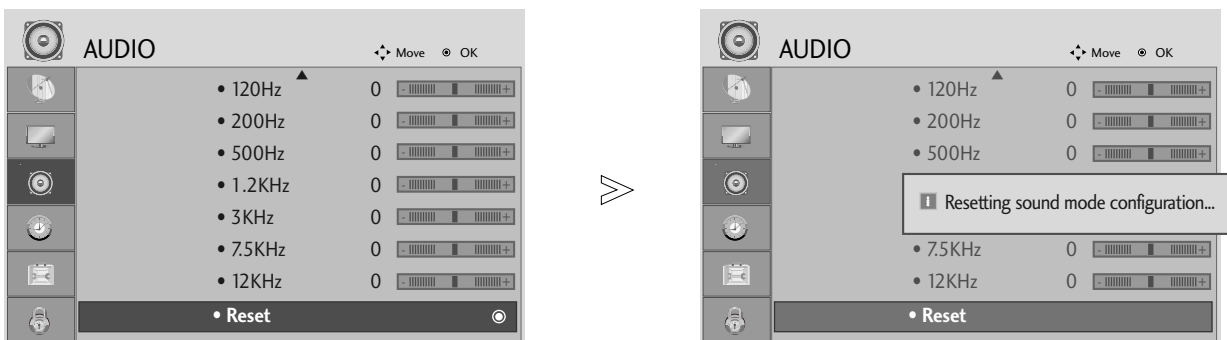 AUDIO Move OK
• 120Hz 0 - +
• 200Hz 0 - +
• 500Hz 0 - +
• 1.2KHz 0 - +
• 3KHz 0 - +
• 7.5KHz 0 - +
• 12KHz 0 - +
• Reset
AUDIO Move OK
• 120Hz 0 - +
• 200Hz 0 - +
• 500Hz 0 - +
i Resetting sound mode configuration...
• 7.5KHz 0 - +
• 12KHz 0 - +
• Reset